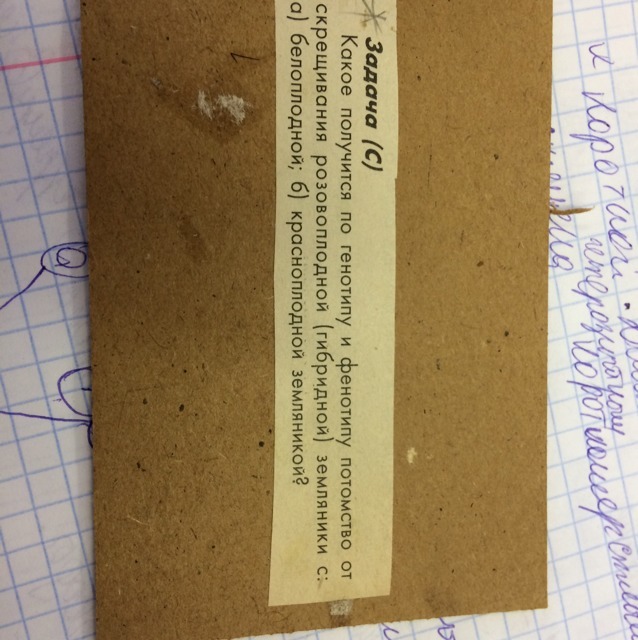 Задача (С)
Какое получится по генотипу и фенотипу потомство от
скрещивания розовоплодной (гибридной) земляники с:
а) белоплодной; б) красноплодной земляникой?